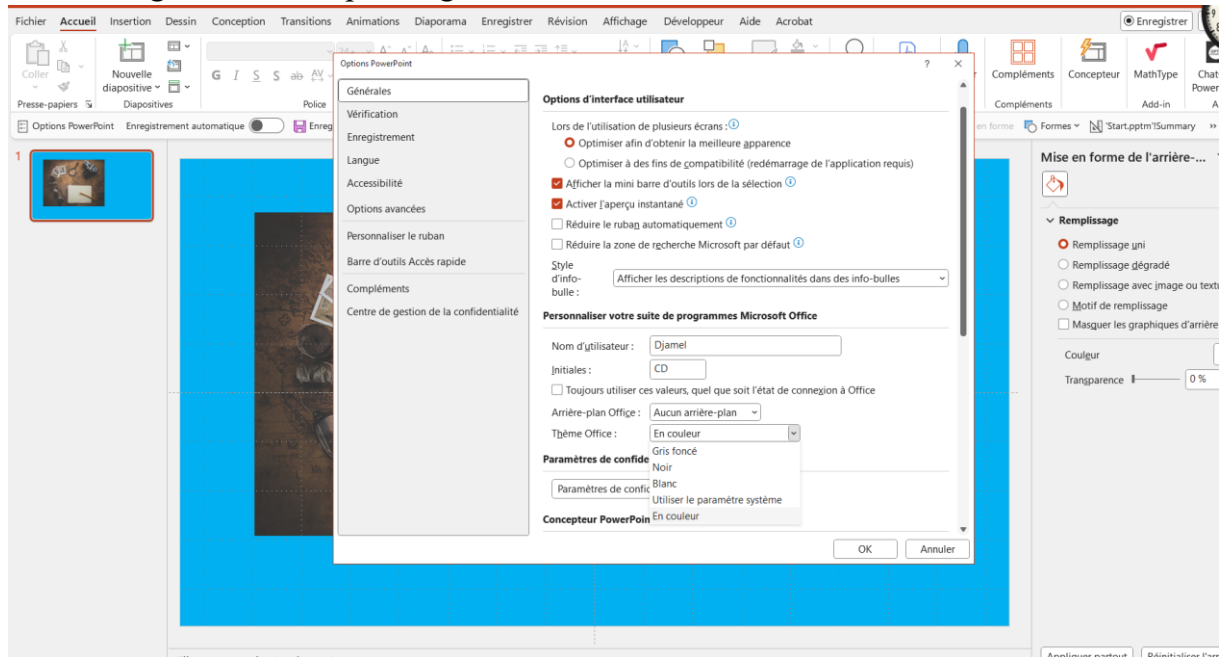 Fichier Accueil Insertion Dessin Conception Transitions Animations Diaporama Enregistrer Révision Affichage Développeur Aide Acrobat
Enregistrer
Coller
Nouvelle diapositive
G I S S ab AV
Compléments Concepteur MathType
Presse-papiers Diapositives Police Compléments Add-in
Options PowerPoint Enregistrement automatique
en forme Formes 'Start.pptm'!Summary
1
Options PowerPoint ? ×
Générales
Vérification
Enregistrement
Langue
Accessibilité
Options avancées
Personnaliser le ruban
Barre d'outils Accès rapide
Compléments
Centre de gestion de la confidentialité
Options d'interface utilisateur
Lors de l'utilisation de plusieurs écrans :
Optimiser afin d'obtenir la meilleure apparence
Optimiser à des fins de compatibilité (redémarrage de l'application requis)
Afficher la mini barre d'outils lors de la sélection
Activer l'aperçu instantané
Réduire le ruban automatiquement
Réduire la zone de recherche Microsoft par défaut
Style d'info-bulle : Afficher les descriptions de fonctionnalités dans des info-bulles
Personnaliser votre suite de programmes Microsoft Office
Nom d'utilisateur : Djamel
Initiales : CD
Toujours utiliser ces valeurs, quel que soit l'état de connexion à Office
Arrière-plan Office : Aucun arrière-plan
Thème Office : En couleur
Gris foncé
Noir
Blanc
Utiliser le paramètre système
En couleur
Paramètres de confide
Paramètres de confic
Concepteur PowerPoin
OK Annuler
Mise en forme de l'arrière-...
Remplissage
Remplissage uni
Remplissage dégradé
Remplissage avec image ou textu
Motif de remplissage
Masquer les graphiques d'arrière
Couleur
Transparence 0 %